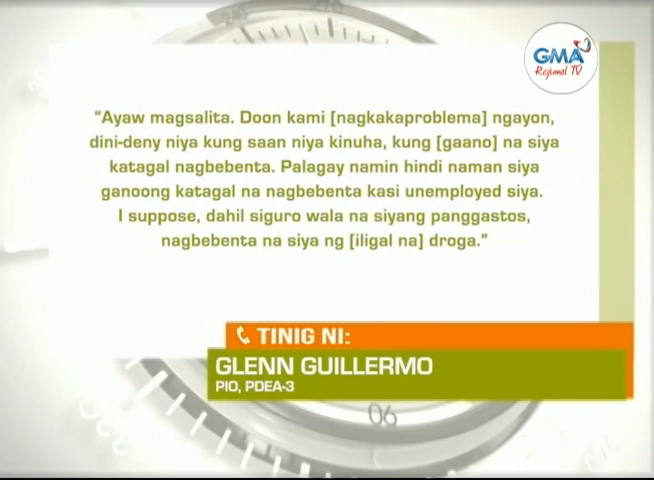 GMA
Regional TV
"Ayaw magsalita. Doon kami [nagkakaproblema] ngayon,
dini-deny niya kung saan niya kinuha, kung [gaano] na siya
katagal nagbebenta. Palagay namin hindi naman siya
ganoong katagal na nagbebenta kasi unemployed siya.
I suppose, dahil siguro wala na siyang panggastos,
nagbebenta na siya ng [iligal na] droga."
TINIG NI:
GLENN GUILLERMO
PIO, PDEA-3
06